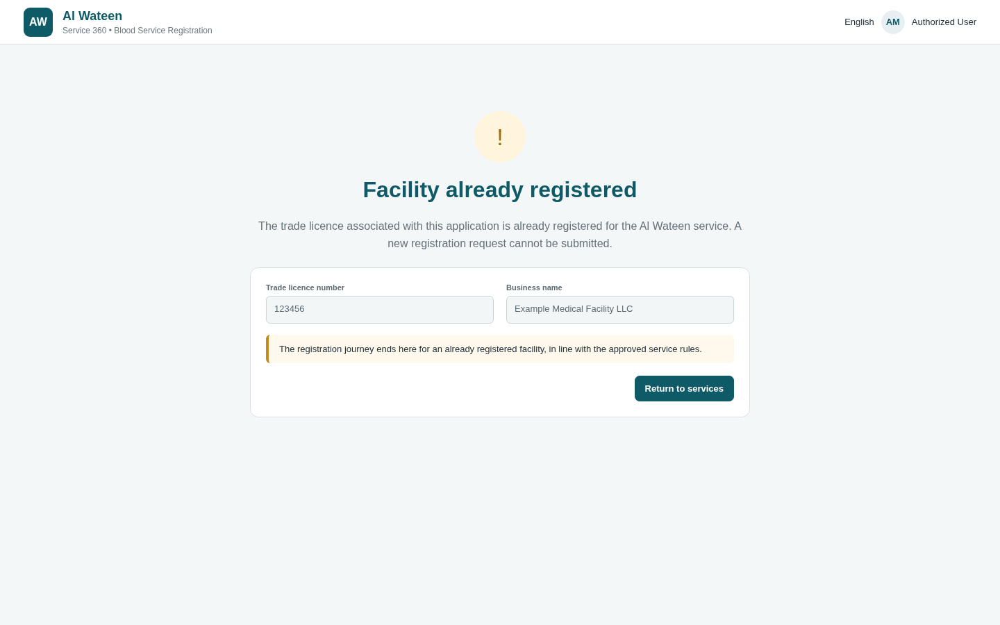 AW
Al Wateen
Service 360 • Blood Service Registration
English
AM
Authorized User
!
Facility already registered
The trade licence associated with this application is already registered for the Al Wateen service. A
new registration request cannot be submitted.
Trade licence number
Business name
123456
Example Medical Facility LLC
The registration journey ends here for an already registered facility, in line with the approved service rules.
Return to services